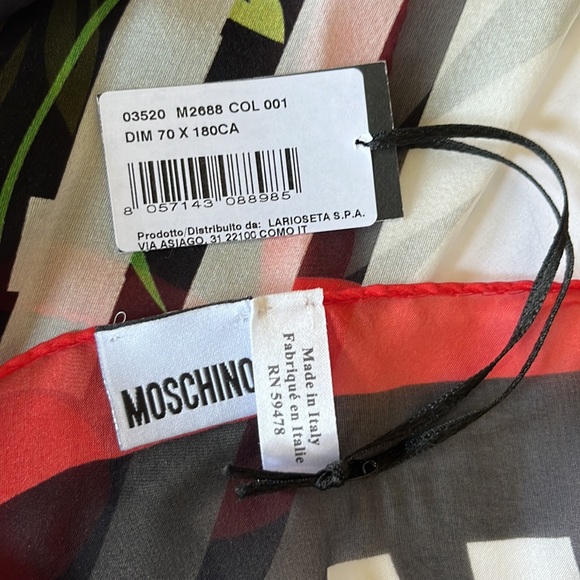 03520 M2688 COL 001
DIM 70 X 180CA
8 057143 088985
Prodotto/Distribuito da: LARIOSETA S.P.A.
VIA ASIAGO, 31 22100 COMO IT
MOSCHINO
Made in Italy
Fabriqué en Italie
RN 59478